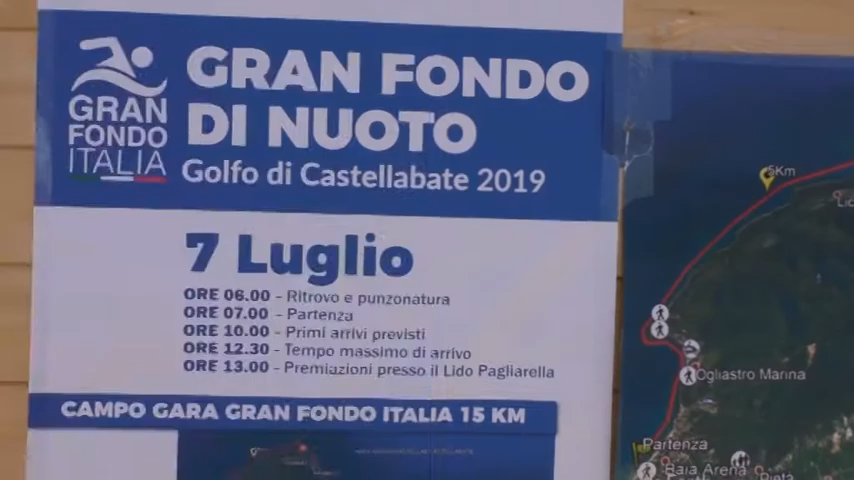 GRAN FONDO
DI NUOTO
Golfo di Castellabate 2019
GRAN
FONDO
ITALIA
7 Luglio
ORE 06.00 - Ritrovo e punzonatura
ORE 07.00 - Partenza
ORE 10.00 - Primi arrivi previsti
ORE 12.30 - Tempo massimo di arrivo
ORE 13.00 - Premiazioni presso il Lido Pagliarella
CAMPO GARA GRAN FONDO ITALIA 15 KM
5Km
Ogliastro Marina
Partenza
Baia Arena